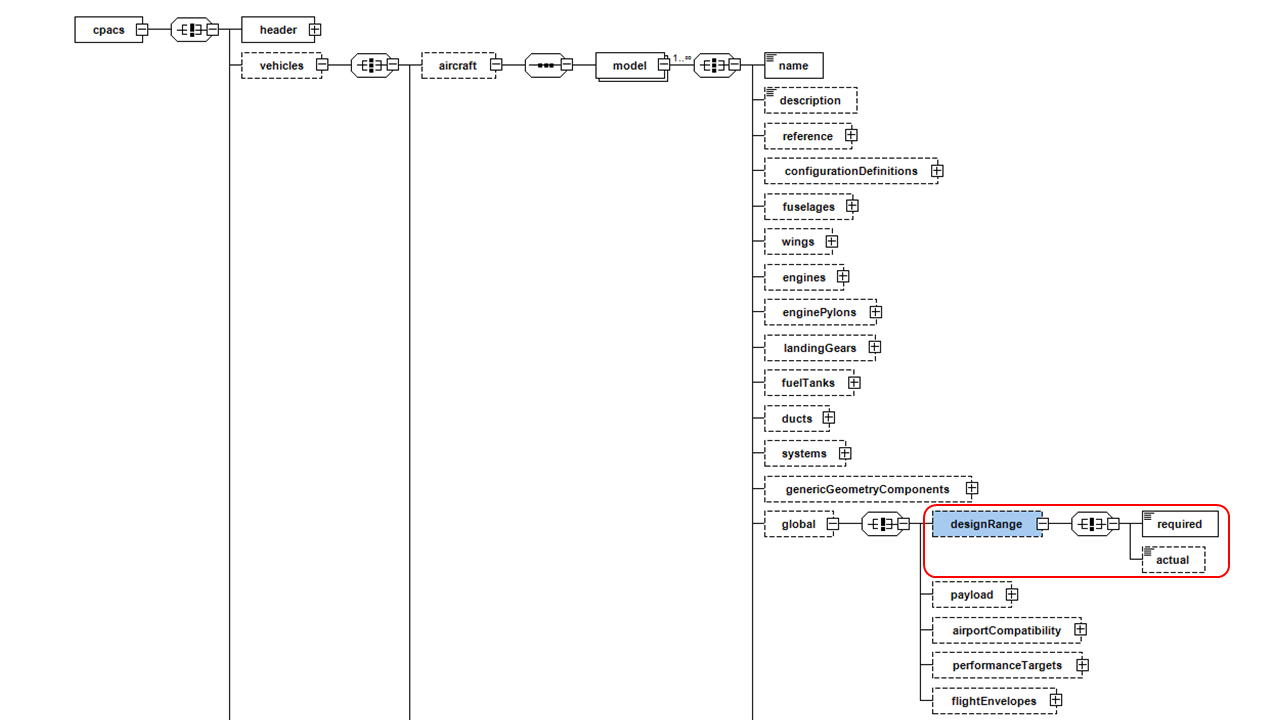 cpacs
header
vehicles
aircraft
model
1..∞
name
description
reference
configurationDefinitions
fuselages
wings
engines
enginePylons
landingGears
fuelTanks
ducts
systems
genericGeometryComponents
global
designRange
required
actual
payload
airportCompatibility
performanceTargets
flightEnvelopes